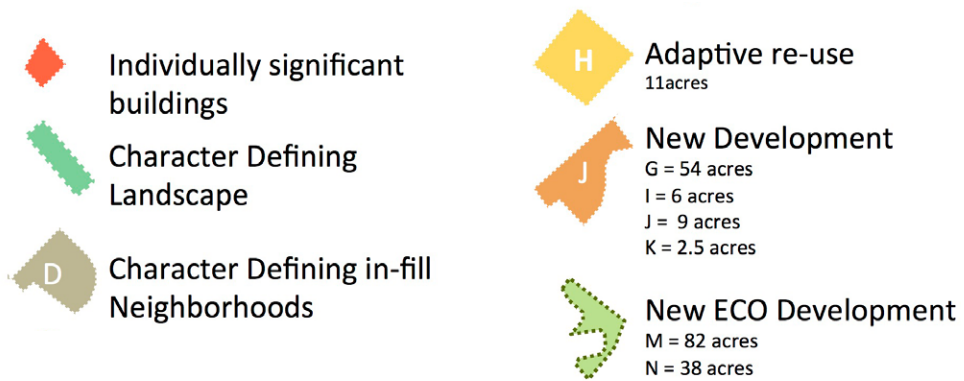 Individually significant
buildings
Character Defining
Landscape
D
Character Defining in-fill
Neighborhoods
H
Adaptive re-use
11acres
J
New Development
G = 54 acres
I = 6 acres
J = 9 acres
K = 2.5 acres
New ECO Development
M = 82 acres
N = 38 acres